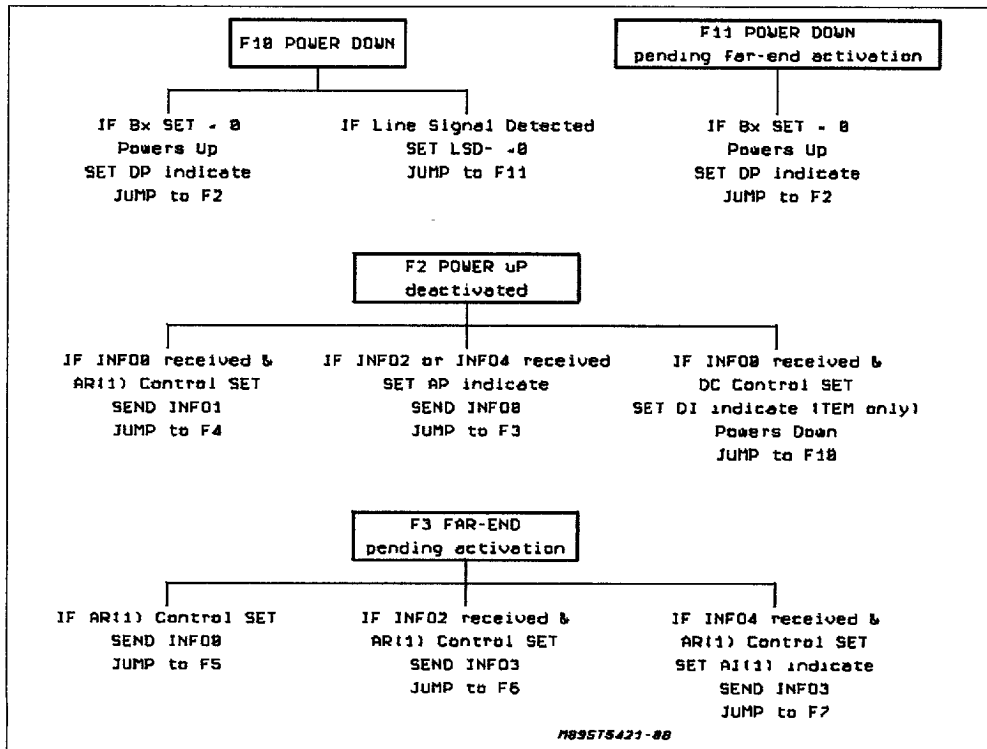 F10 POWER DOWN
F11 POWER DOWN
pending far-end activation
IF Bx SET = 0
Powers Up
SET DP indicate
JUMP to F2
IF Line Signal Detected
SET LSD- =0
JUMP to F11
IF Bx SET = 0
Powers Up
SET DP indicate
JUMP to F2
F2 POWER uP
deactivated
IF INFO0 received &
AR(1) Control SET
SEND INFO1
JUMP to F4
IF INFO2 or INFO4 received
SET AP indicate
SEND INFO0
JUMP to F3
IF INFO0 received &
DC Control SET
SET DI indicate (TEM only)
Powers Down
JUMP to F10
F3 FAR-END
pending activation
IF AR(1) Control SET
SEND INFO0
JUMP to F5
IF INFO2 received &
AR(1) Control SET
SEND INFO3
JUMP to F6
IF INFO4 received &
AR(1) Control SET
SET AI(1) indicate
SEND INFO3
JUMP to F7
M89ST5421-08